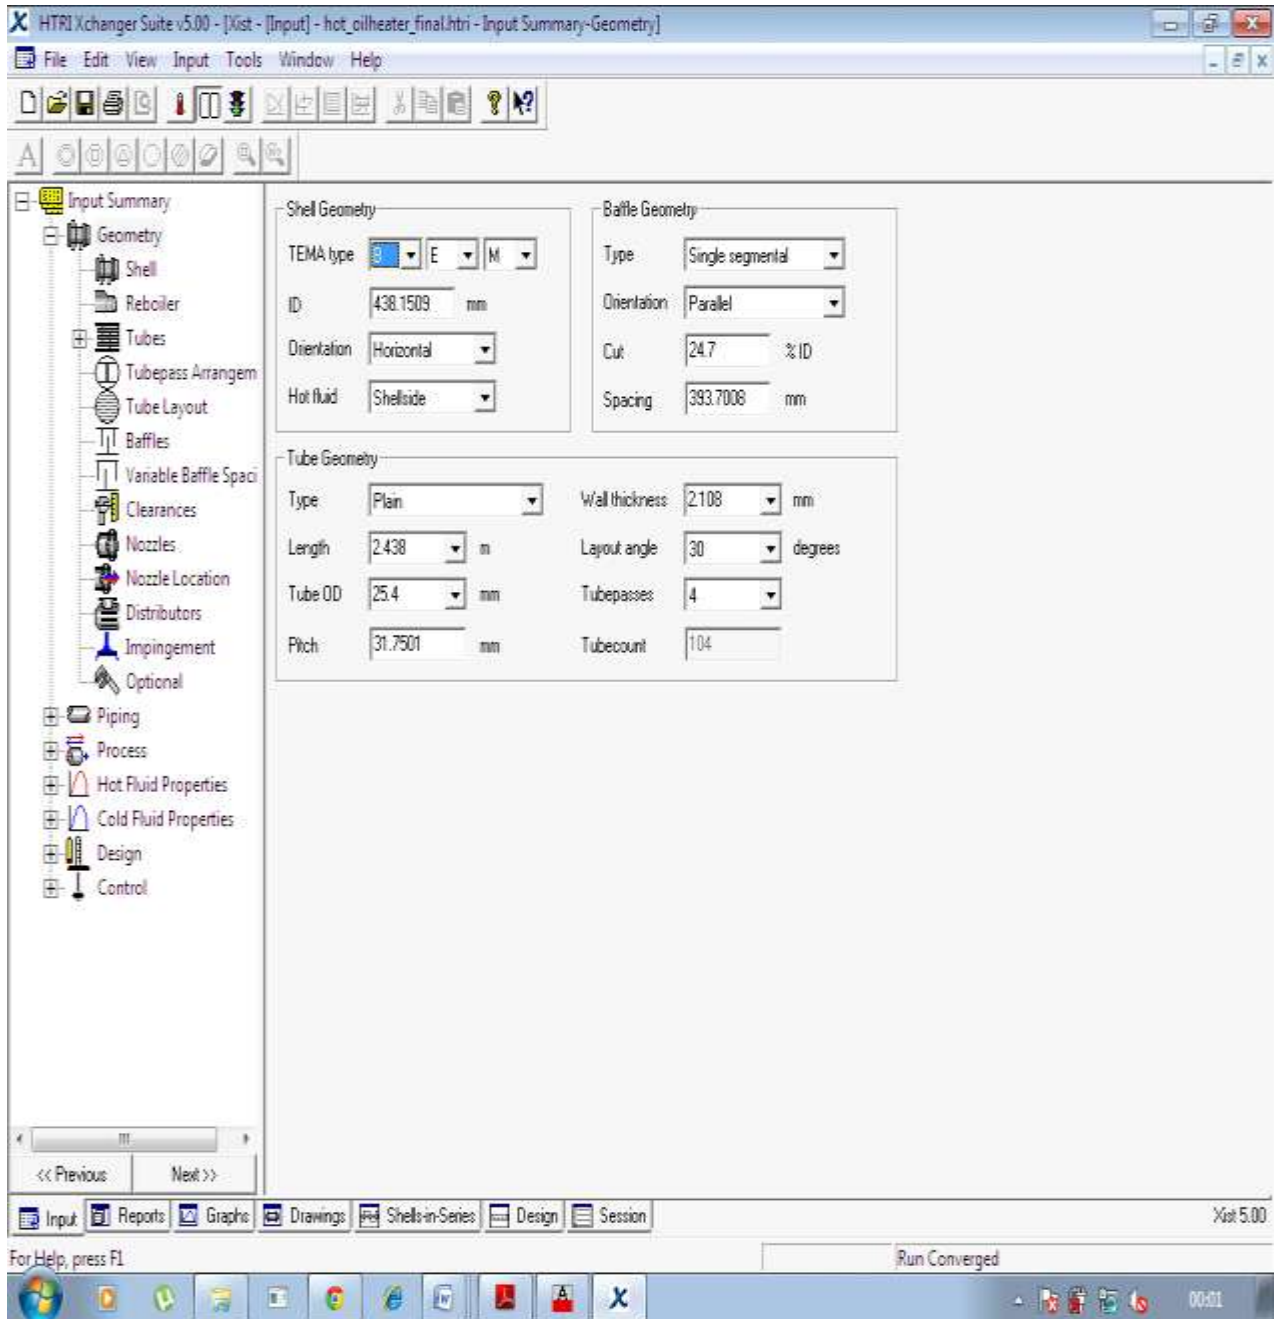 HTRI Xchanger Suite v5.00 - [Xist - [Input] - hot_oilheater_final.htri - Input Summary-Geometry]
File Edit View Input Tools Window Help
Input Summary
Geometry
Shell
Reboiler
Tubes
Tubepass Arrangem
Tube Layout
Baffles
Variable Baffle Spaci
Clearances
Nozzles
Nozzle Location
Distributors
Impingement
Optional
Piping
Process
Hot Fluid Properties
Cold Fluid Properties
Design
Control
<< Previous Next >>
Shell Geometry
TEMA type B E M
ID 438.1509 mm
Orientation Horizontal
Hot fluid Shellside
Baffle Geometry
Type Single segmental
Orientation Parallel
Cut 24.7 % ID
Spacing 393.7008 mm
Tube Geometry
Type Plain Wall thickness 2.108 mm
Length 2.438 m Layout angle 30 degrees
Tube OD 25.4 mm Tubepasses 4
Pitch 31.7501 mm Tubecount 104
Input Reports Graphs Drawings Shells-in-Series Design Session Xist 5.00
For Help, press F1 Run Converged
00:01